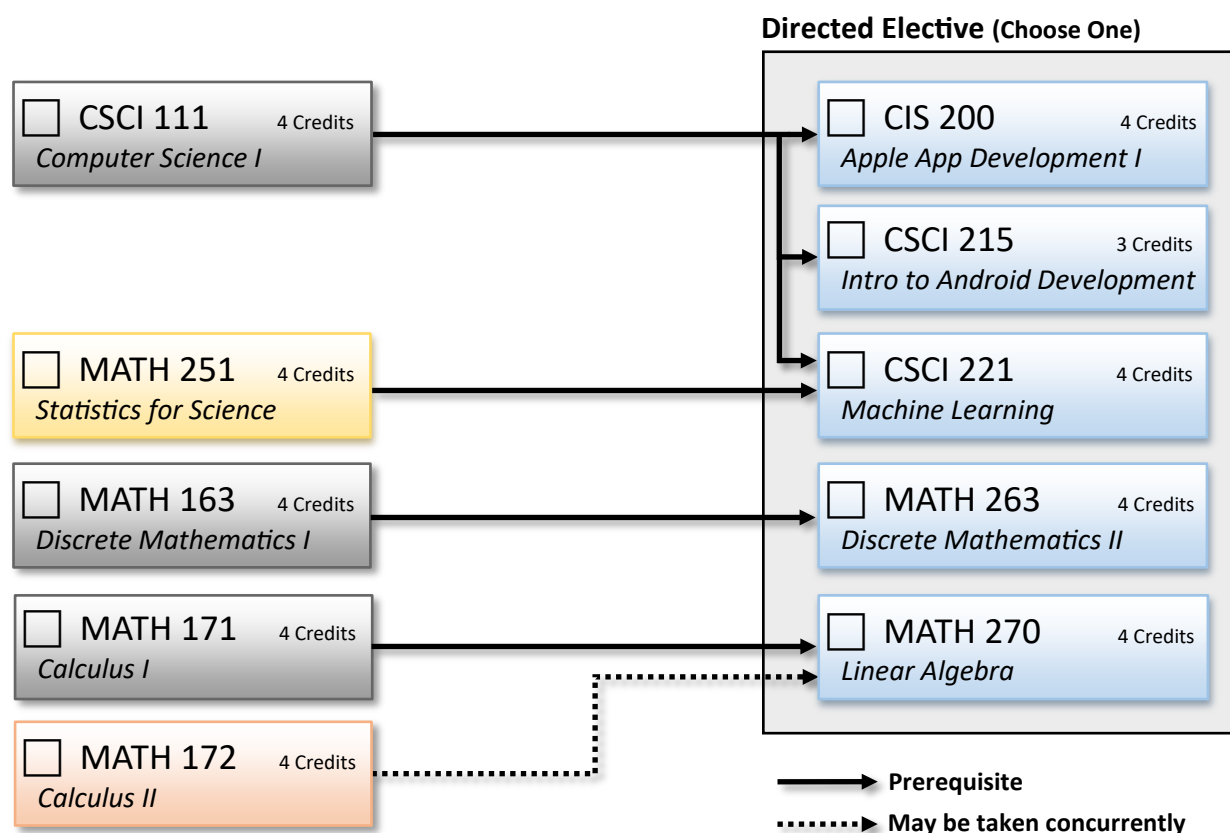 Directed Elective (Choose One)
CSCI 111 4 Credits
Computer Science I
CIS 200 4 Credits
Apple App Development I
CSCI 215 3 Credits
Intro to Android Development
MATH 251 4 Credits
Statistics for Science
CSCI 221 4 Credits
Machine Learning
MATH 163 4 Credits
Discrete Mathematics I
MATH 263 4 Credits
Discrete Mathematics II
MATH 171 4 Credits
Calculus I
MATH 270 4 Credits
Linear Algebra
MATH 172 4 Credits
Calculus II
Prerequisite
May be taken concurrently